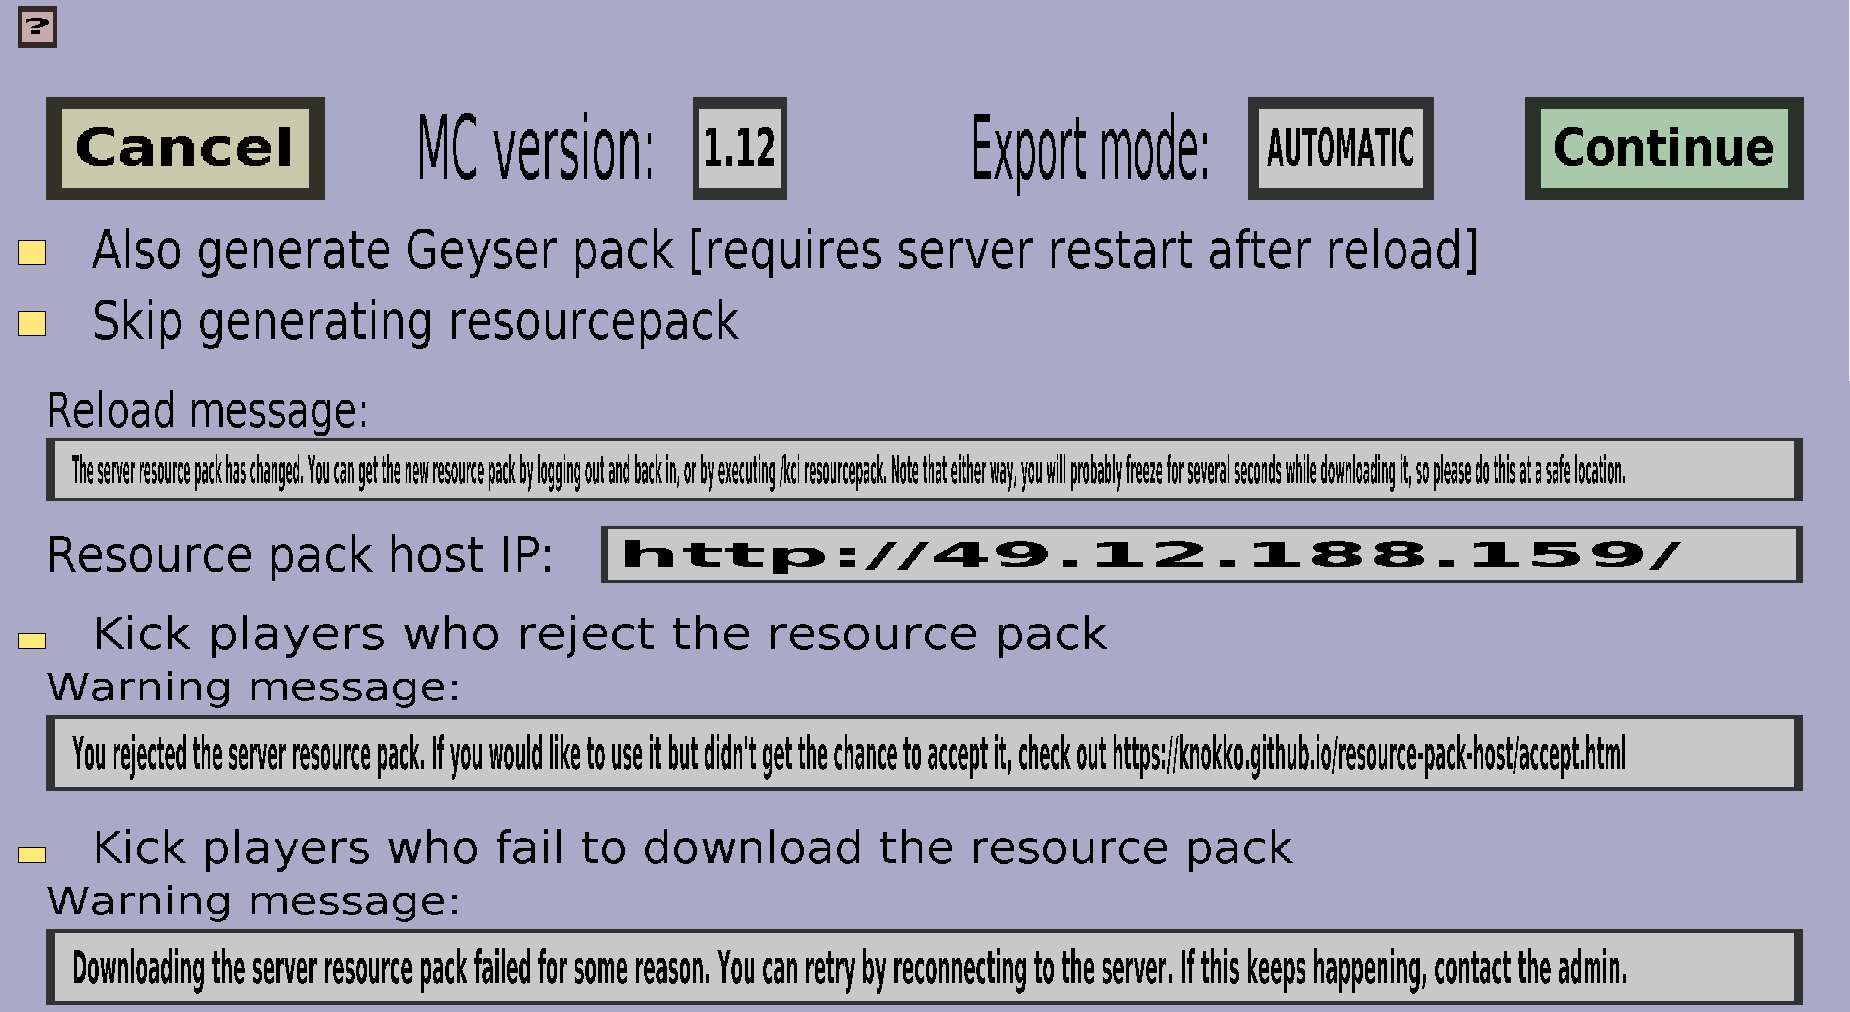 ?
Cancel MC version: 1.12 Export mode: AUTOMATIC Continue
Also generate Geyser pack [requires server restart after reload]
Skip generating resourcepack
Reload message:
The server resource pack has changed. You can get the new resource pack by logging out and back in, or by executing /kci resourcepack. Note that either way, you will probably freeze for several seconds while downloading it, so please do this at a safe location.
Resource pack host IP: http://49.12.188.159/
Kick players who reject the resource pack
Warning message:
You rejected the server resource pack. If you would like to use it but didn't get the chance to accept it, check out https://knokko.github.io/resource-pack-host/accept.html
Kick players who fail to download the resource pack
Warning message:
Downloading the server resource pack failed for some reason. You can retry by reconnecting to the server. If this keeps happening, contact the admin.